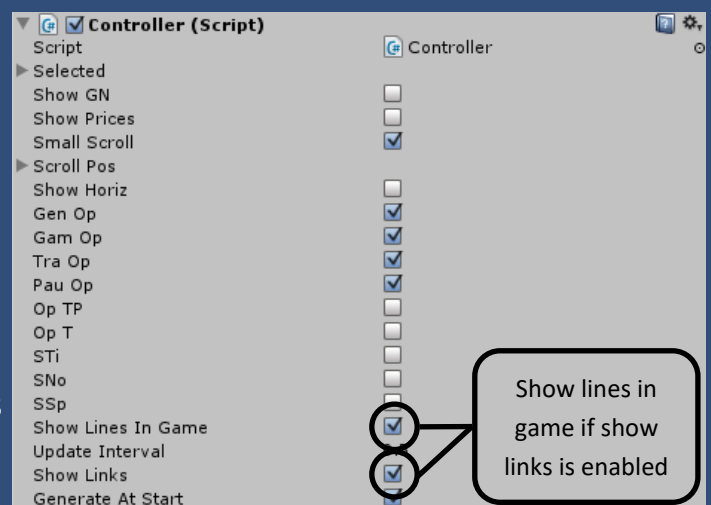 Controller (Script)
Script Controller
Selected
Show GN
Show Prices
Small Scroll
Scroll Pos
Show Horiz
Gen Op
Gam Op
Tra Op
Pau Op
Op TP
Op T
STi
SNo
SSp
Show Lines In Game
Update Interval
Show Links
Generate At Start
Show lines in
game if show
links is enabled